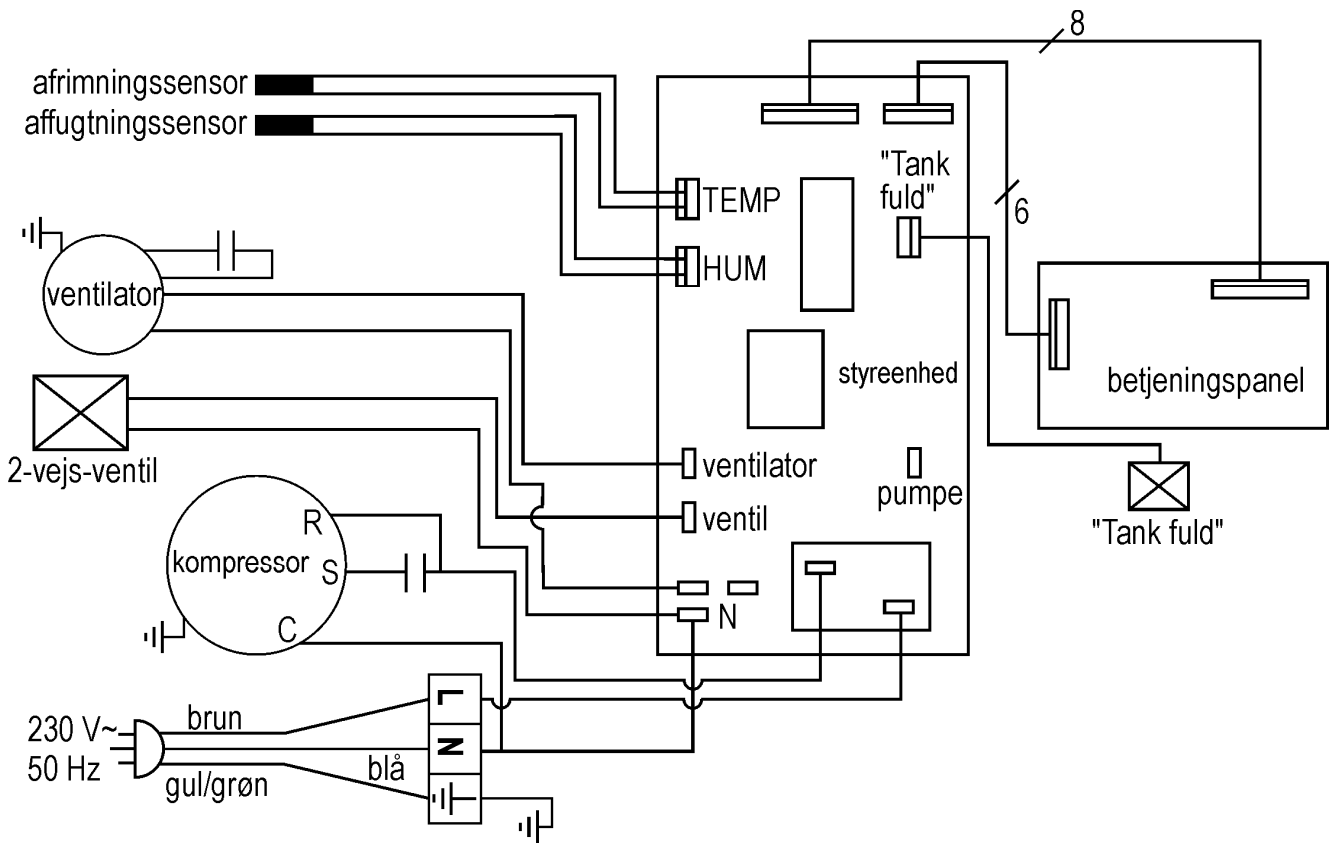 8
afrimningssensor
affugtningssensor
"Tank
fuld"
TEMP
6
HUM
ventilator
styreenhed
betjeningspanel
2-vejs-ventil
ventilator
pumpe
ventil
"Tank fuld"
R
kompressor
S
N
C
L
brun
230 V~
N
50 Hz
blå
gul/grøn